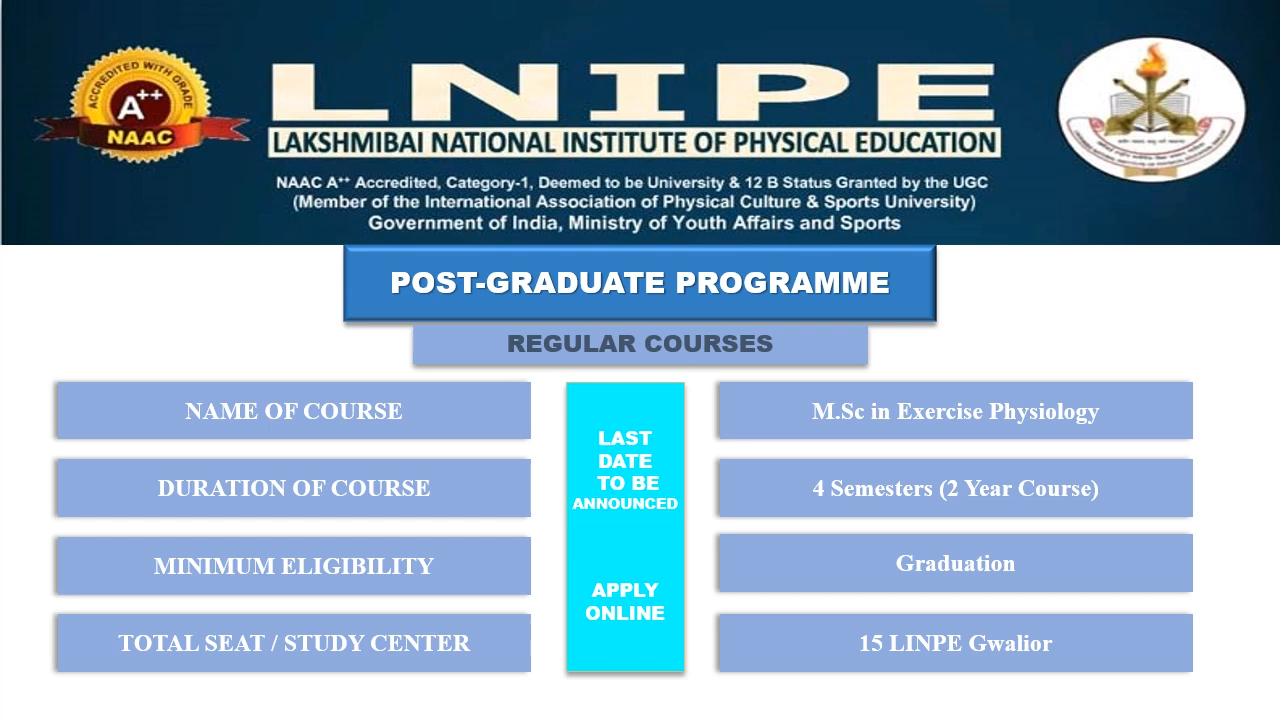 ACCREDITED WITH GRADE
A++
NAAC
LNIPE
LAKSHMIBAI NATIONAL INSTITUTE OF PHYSICAL EDUCATION
NAAC A++ Accredited, Category-1, Deemed to be University & 12 B Status Granted by the UGC
(Member of the International Association of Physical Culture & Sports University)
Government of India, Ministry of Youth Affairs and Sports
POST-GRADUATE PROGRAMME
REGULAR COURSES
NAME OF COURSE
M.Sc in Exercise Physiology
DURATION OF COURSE
4 Semesters (2 Year Course)
MINIMUM ELIGIBILITY
Graduation
TOTAL SEAT / STUDY CENTER
15 LINPE Gwalior
LAST
DATE
TO BE
ANNOUNCED
APPLY
ONLINE